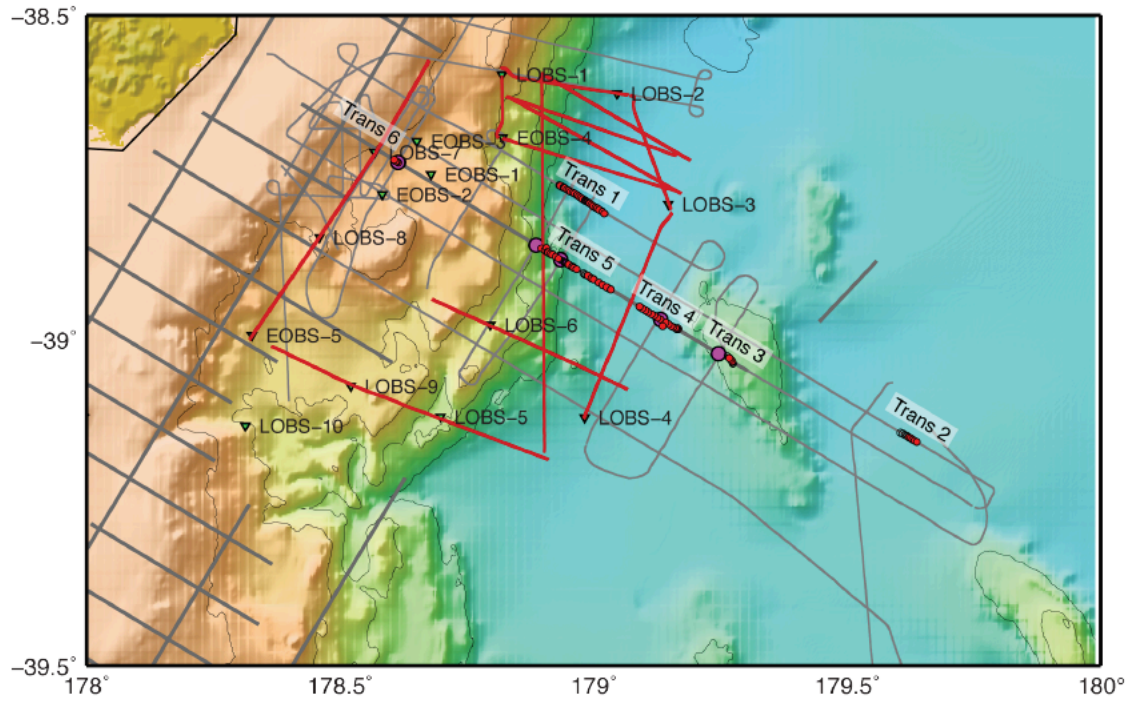 −38.5°
LOBS−1
LOBS−2
Trans 6
EOBS−3
EOBS−4
OBS−7
EOBS−1
Trans 1
EOBS−2
LOBS−3
LOBS−8
Trans 5
Trans 4
LOBS−6
−39°
EOBS−5
Trans 3
LOBS−9
LOBS−5
LOBS−4
LOBS−10
Trans 2
−39.5°
178°
178.5°
179°
179.5°
180°